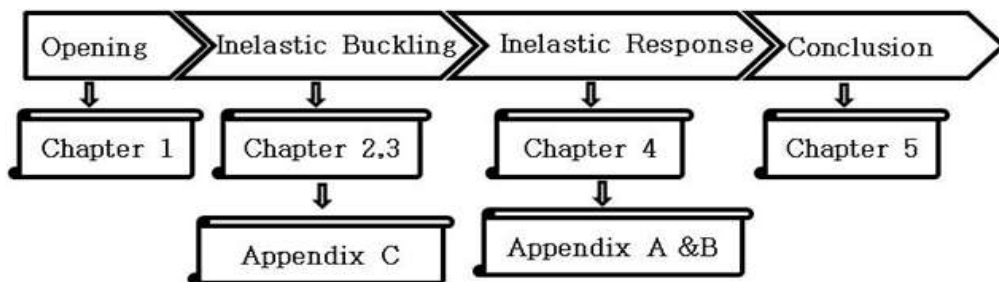 Opening
Inelastic Buckling
Inelastic Response
Conclusion
Chapter 1
Chapter 2,3
Chapter 4
Chapter 5
Appendix C
Appendix A &B